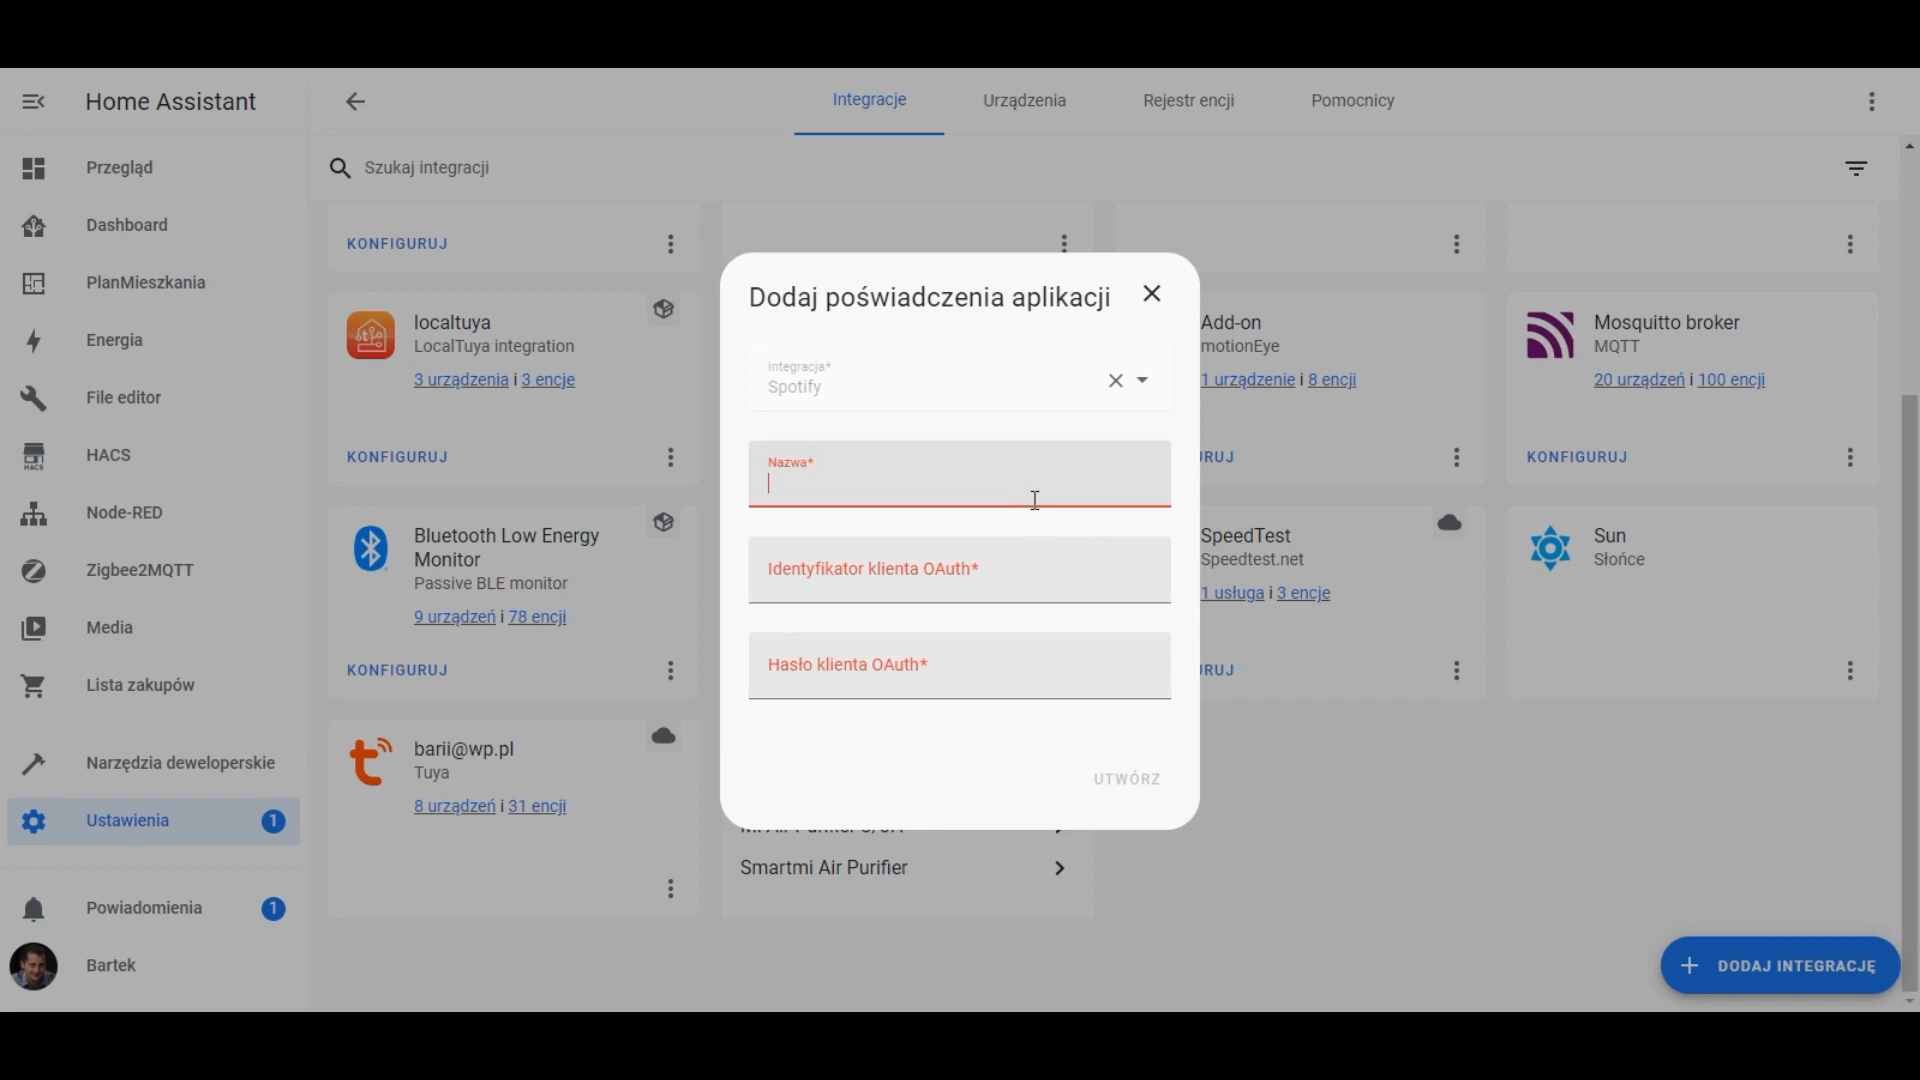 Home Assistant
Integracje
Urządzenia
Rejestr encji
Pomocnicy
Szukaj integracji
Przegląd
Dashboard
PlanMieszkania
Energia
File editor
HACS
HACS
Node-RED
Zigbee2MQTT
Media
Lista zakupów
Narzędzia deweloperskie
Ustawienia
1
Powiadomienia
1
Bartek
KONFIGURUJ
localtuya
LocalTuya integration
3 urządzenia i 3 encje
KONFIGURUJ
Bluetooth Low Energy
Monitor
Passive BLE monitor
9 urządzeń i 78 encji
KONFIGURUJ
barii@wp.pl
Tuya
8 urządzeń i 31 encji
Dodaj poświadczenia aplikacji
Integracja*
Spotify
Nazwa*
Identyfikator klienta OAuth*
Hasło klienta OAuth*
UTWÓRZ
Smartmi Air Purifier
Add-on
motionEye
1 urządzenie i 8 encji
RUJ
SpeedTest
Speedtest.net
1 usługa i 3 encje
RUJ
Mosquitto broker
MQTT
20 urządzeń i 100 encji
KONFIGURUJ
Sun
Słońce
DODAJ INTEGRACJĘ